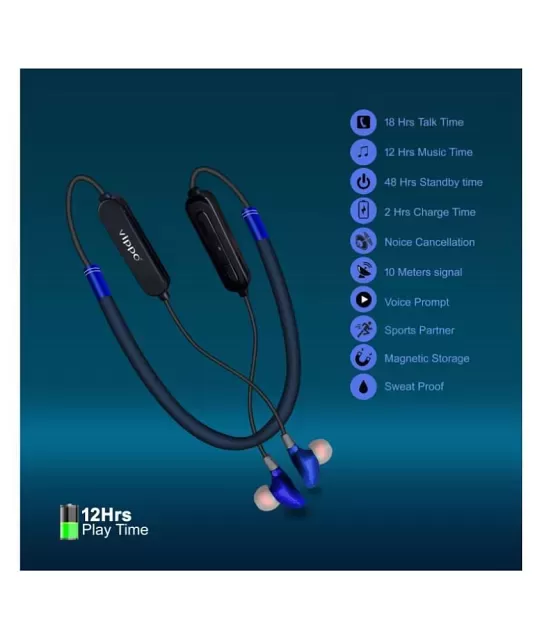 18 Hrs Talk Time
12 Hrs Music Time
48 Hrs Standby time
2 Hrs Charge Time
Noice Cancellation
10 Meters signal
Voice Prompt
Sports Partner
Magnetic Storage
Sweat Proof
vippo
12Hrs
Play Time